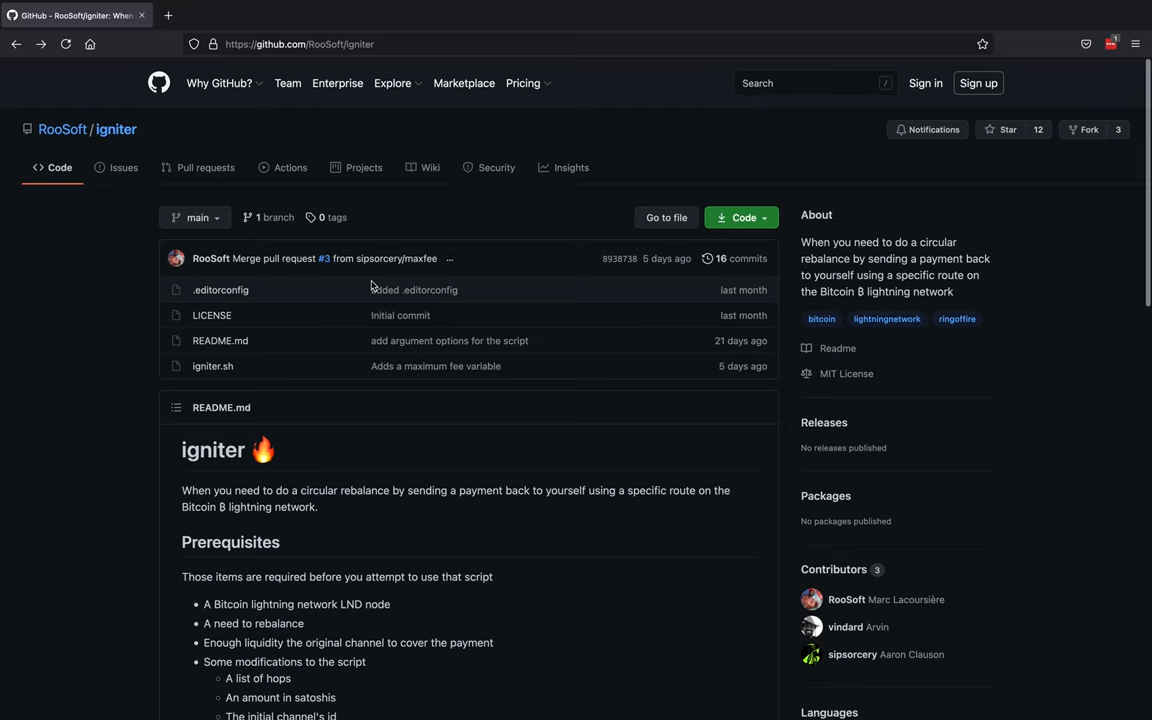 GitHub - RooSoft/igniter: When
https://github.com/RooSoft/igniter
1
Why GitHub? Team Enterprise Explore Marketplace Pricing
Search /
Sign in
Sign up
RooSoft / igniter
Notifications
Star 12
Fork 3
<> Code Issues Pull requests Actions Projects Wiki Security Insights
main
1 branch
0 tags
Go to file
Code
RooSoft Merge pull request #3 from sipsorcery/maxfee ...
8938738 5 days ago
16 commits
.editorconfig added .editorconfig last month
LICENSE Initial commit last month
README.md add argument options for the script 21 days ago
igniter.sh Adds a maximum fee variable 5 days ago
README.md
igniter 🔥
When you need to do a circular rebalance by sending a payment back to yourself using a specific route on the
Bitcoin ₿ lightning network.
Prerequisites
Those items are required before you attempt to use that script
• A Bitcoin lightning network LND node
• A need to rebalance
• Enough liquidity the original channel to cover the payment
• Some modifications to the script
◦ A list of hops
◦ An amount in satoshis
◦ The initial channel's id
About
When you need to do a circular
rebalance by sending a payment back
to yourself using a specific route on
the Bitcoin ₿ lightning network
bitcoin lightningnetwork ringoffire
Readme
MIT License
Releases
No releases published
Packages
No packages published
Contributors 3
RooSoft Marc Lacoursière
vindard Arvin
sipsorcery Aaron Clauson
Languages